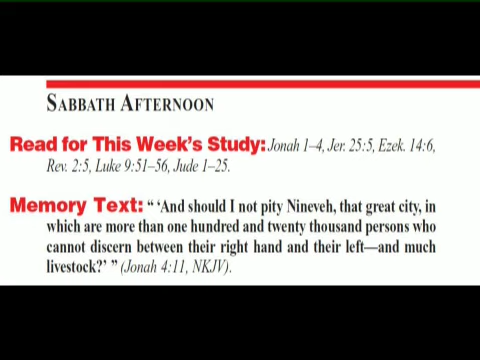 SABBATH AFTERNOON
Read for This Week's Study: Jonah 1–4, Jer. 25:5, Ezek. 14:6,
Rev. 2:5, Luke 9:51–56, Jude 1–25.
Memory Text: “ ‘And should I not pity Nineveh, that great city, in
which are more than one hundred and twenty thousand persons who
cannot discern between their right hand and their left—and much
livestock?’ ” (Jonah 4:11, NKJV).